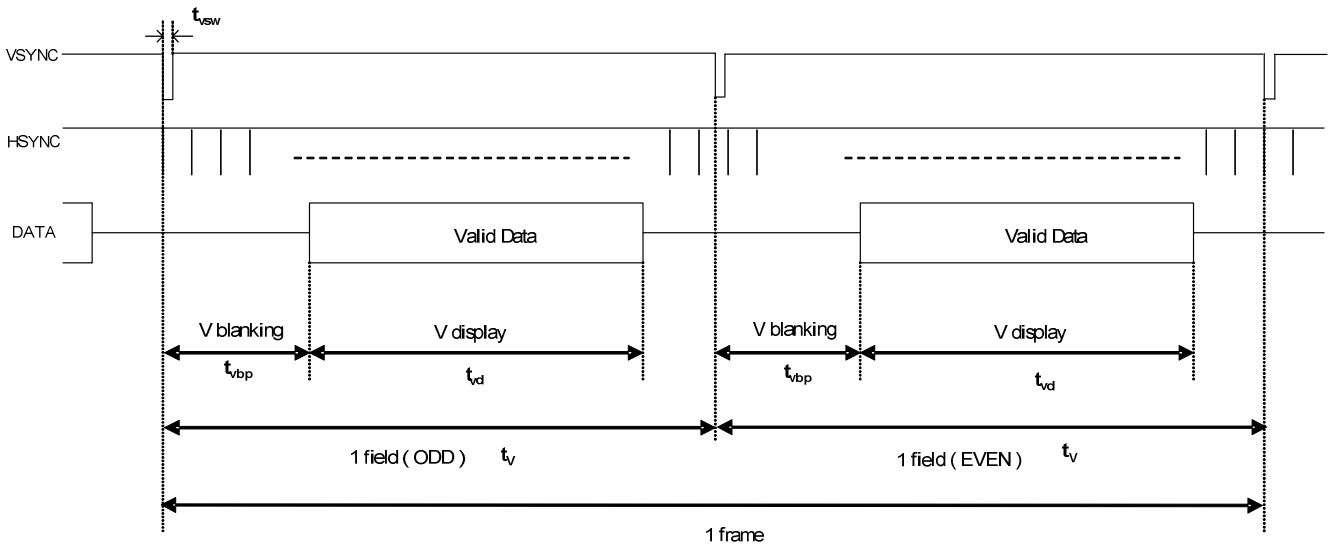 tvsw
VSYNC
HSYNC
DATA
Valid Data
Valid Data
V blanking
V display
V blanking
V display
tvbp
tvd
tvbp
tvd
1 field ( ODD ) tV
1 field ( EVEN ) tV
1 frame